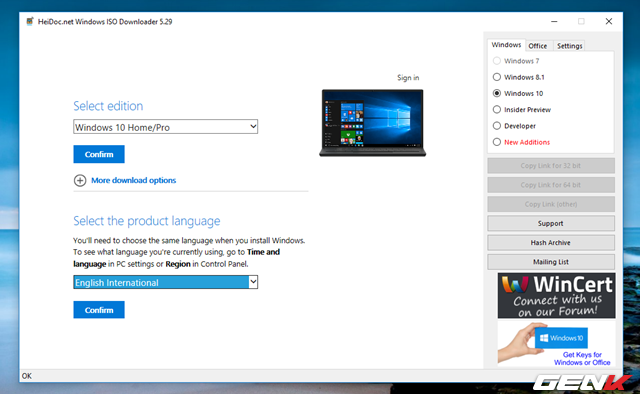 HeiDoc.net Windows ISO Downloader 5.29
Sign in
Select edition
Windows 10 Home/Pro
Confirm
More download options
Select the product language
You'll need to choose the same language when you install Windows.
To see what language you're currently using, go to Time and
language in PC settings or Region in Control Panel.
English International
Confirm
Windows
Office
Settings
Windows 7
Windows 8.1
Windows 10
Insider Preview
Developer
New Additions
Copy Link for 32 bit
Copy Link for 64 bit
Copy Link (other)
Support
Hash Archive
Mailing List
WinCert
Connect with us
on our Forum!
Windows 10
Get Keys for
Windows or Office
OK
GENK